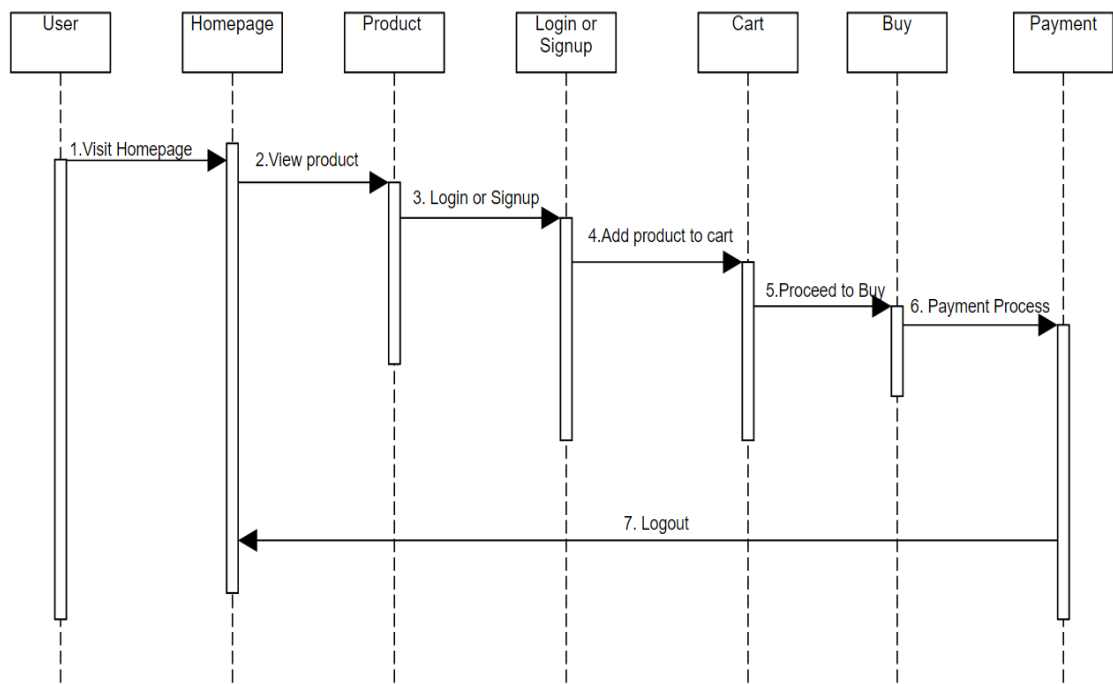 User
Homepage
Product
Login or
Signup
Cart
Buy
Payment
1.Visit Homepage
2.View product
3. Login or Signup
4.Add product to cart
5.Proceed to Buy
6. Payment Process
7. Logout